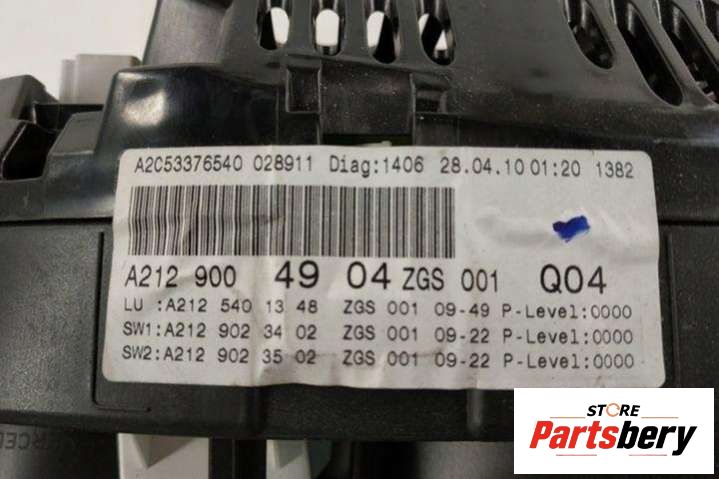 A2C53376540 028911 Diag:1406 28.04.10 01:20 1382
A212 900 49 04 ZGS 001 Q04
LU :A212 540 13 48 ZGS 001 09-49 P-Level:0000
SW1:A212 902 34 02 ZGS 001 09-22 P-Level:0000
SW2:A212 902 35 02 ZGS 001 09-22 P-Level:0000
STORE
Partsbery